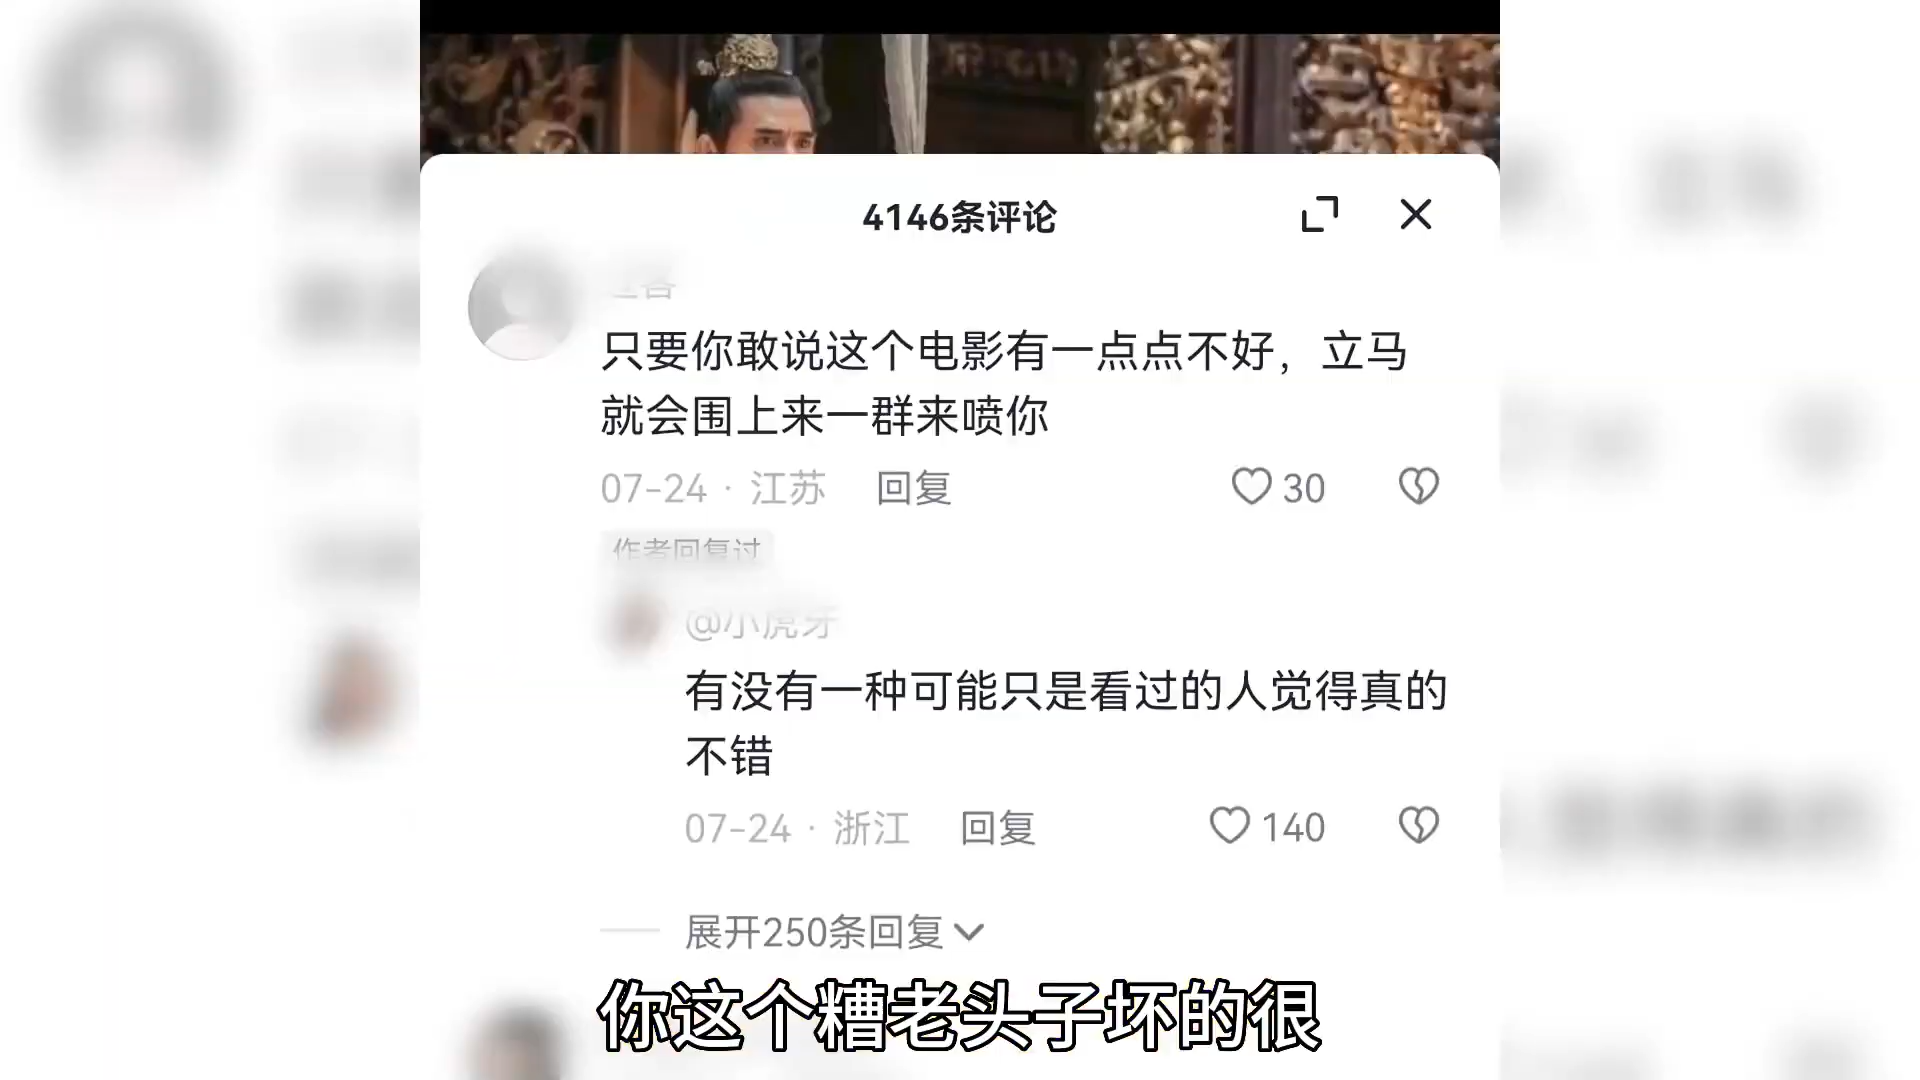 4146条评论
只要你敢说这个电影有一点点不好，立马
就会围上来一群来喷你
07-24 · 江苏 回复 30
作者回复过
@小虎牙
有没有一种可能只是看过的人觉得真的
不错
07-24 · 浙江 回复 140
展开250条回复
你这个糟老头子坏的很